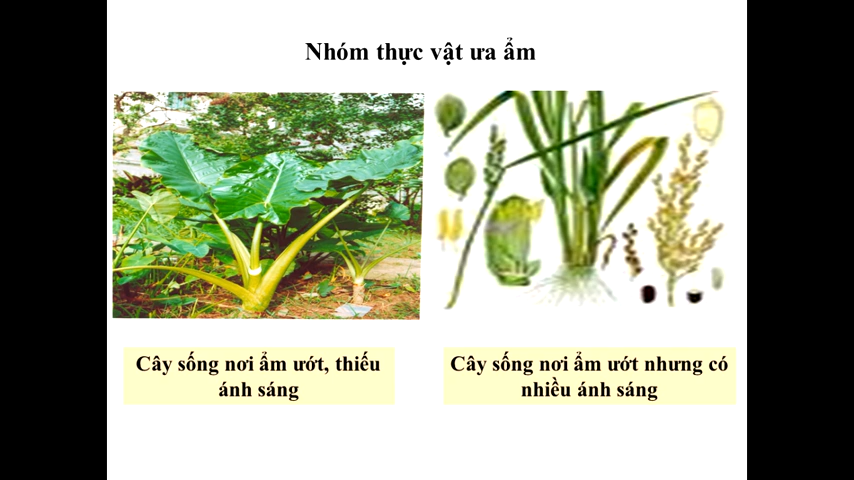 Nhóm thực vật ưa ẩm
Cây sống nơi ẩm ướt, thiếu
ánh sáng
Cây sống nơi ẩm ướt nhưng có
nhiều ánh sáng